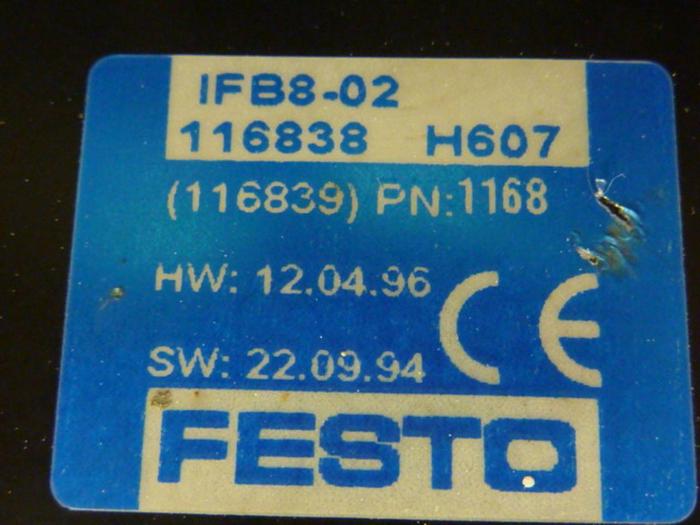 IFB8-02
116838 H607
(116839) PN:1168
HW: 12.04.96
SW: 22.09.94
CE
FESTO